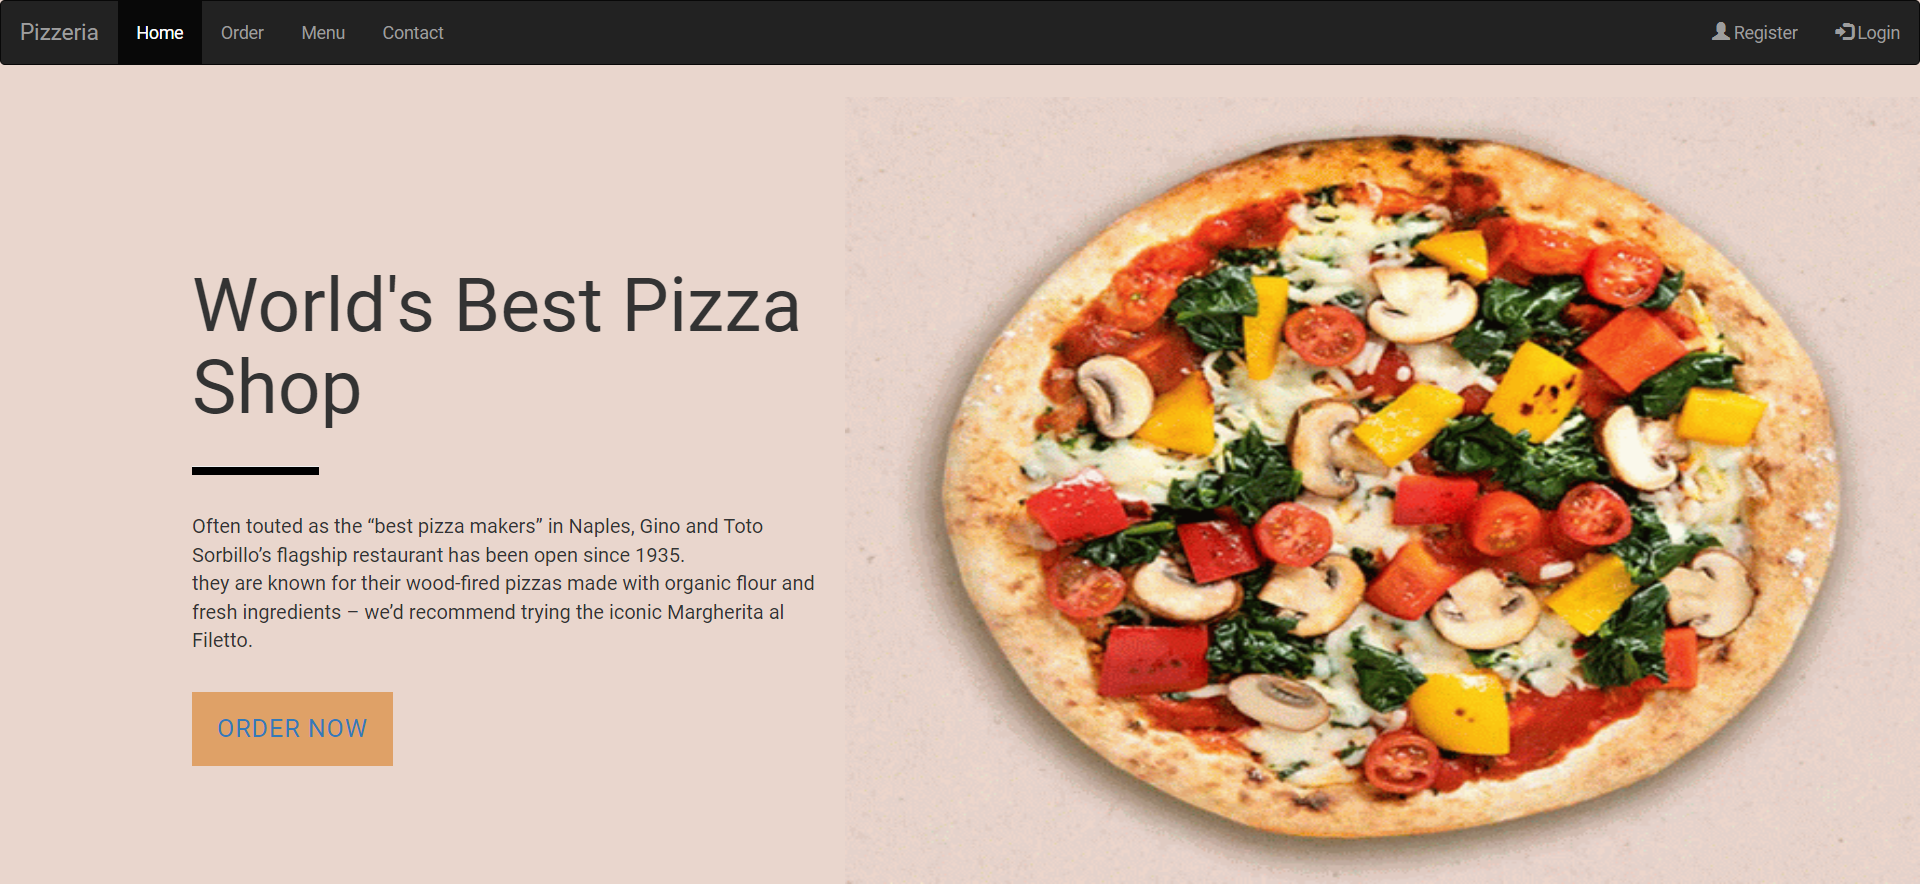 Pizzeria Home Order Menu Contact Register Login
World's Best Pizza
Shop
Often touted as the “best pizza makers” in Naples, Gino and Toto
Sorbillo’s flagship restaurant has been open since 1935.
they are known for their wood-fired pizzas made with organic flour and
fresh ingredients – we’d recommend trying the iconic Margherita al
Filetto.
ORDER NOW